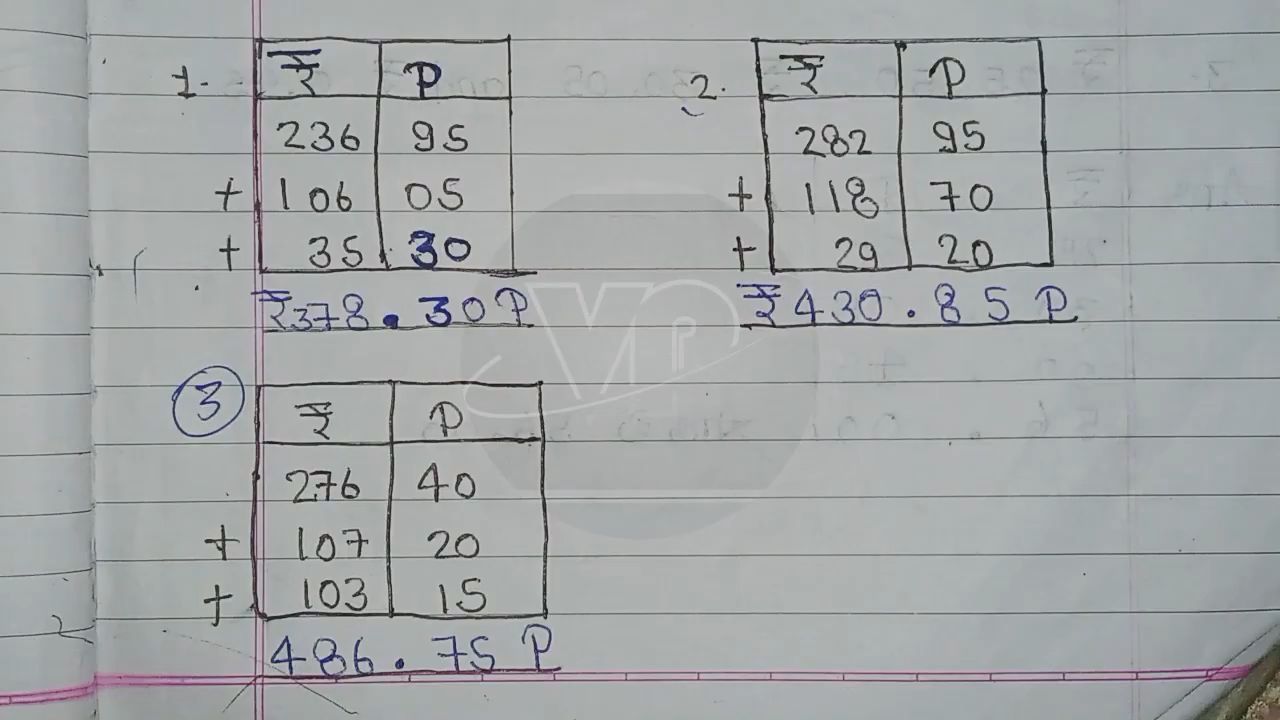 1. ₹ P
236 95
+ 106 05
+ 35 . 30
₹378.30 P
2. ₹ P
282 95
+ 118 70
+ 29 20
₹430.85 P
3 ₹ P
276 40
+ 107 20
+ 103 15
486.75 P
VP